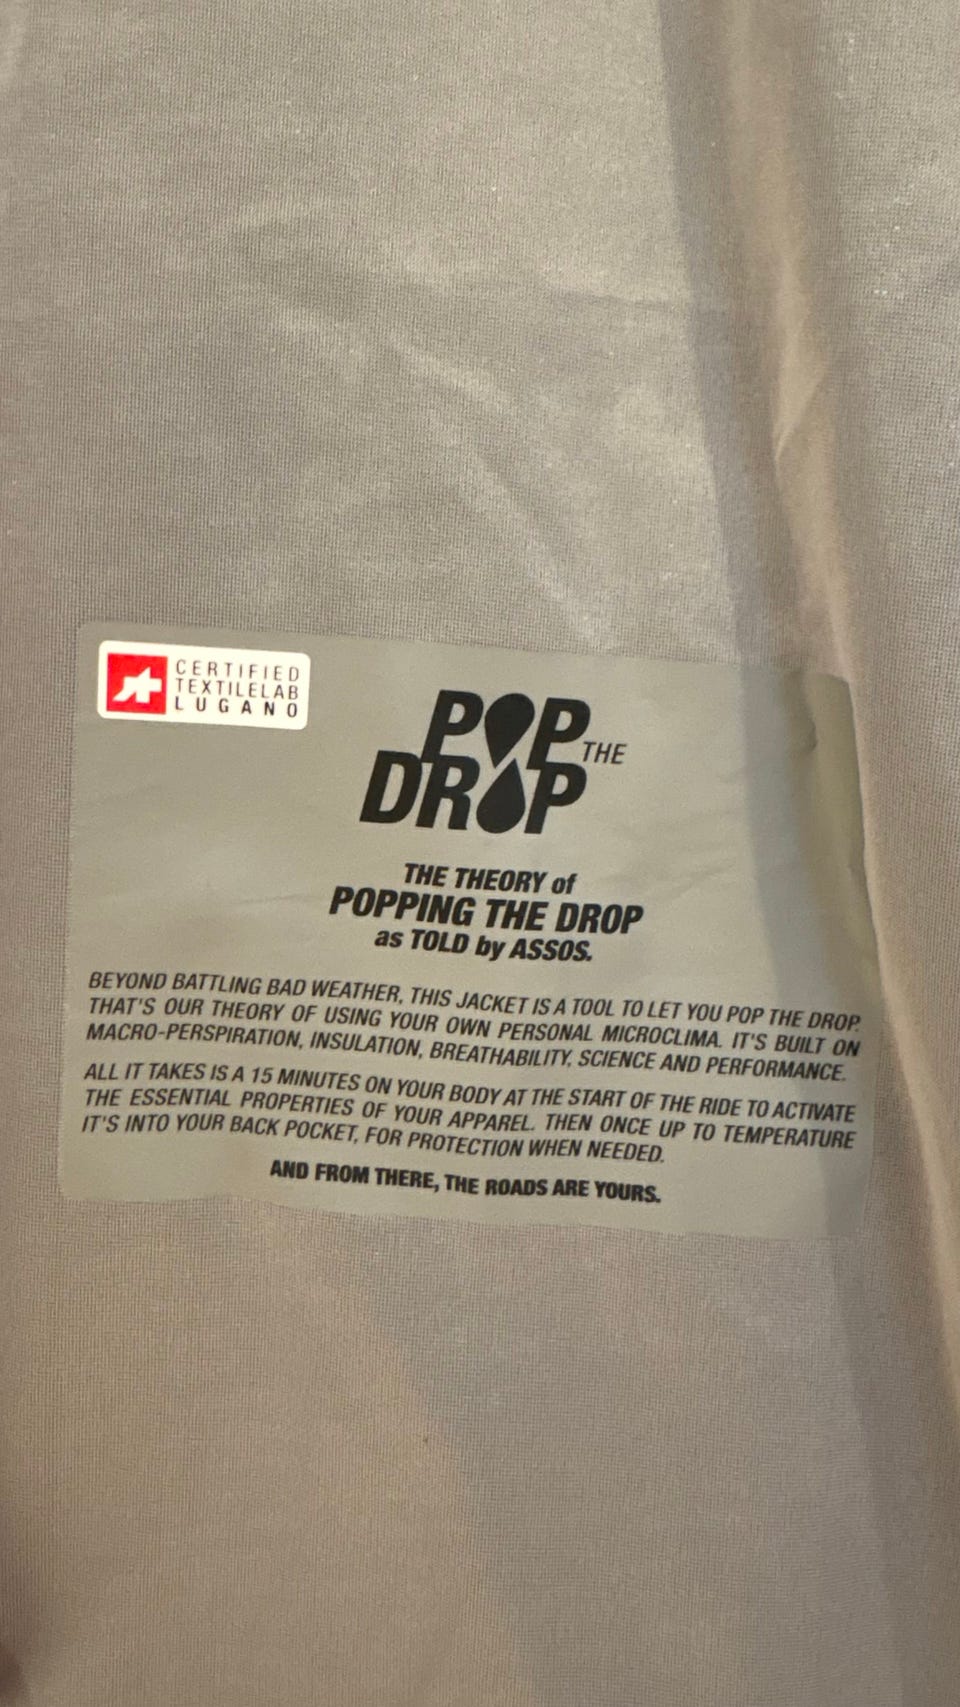 CERTIFIED
TEXTILELAB
LUGANO
POP
THE
DROP
THE THEORY of
POPPING THE DROP
as TOLD by ASSOS.
BEYOND BATTLING BAD WEATHER, THIS JACKET IS A TOOL TO LET YOU POP THE DROP.
THAT'S OUR THEORY OF USING YOUR OWN PERSONAL MICROCLIMA. IT'S BUILT ON
MACRO-PERSPIRATION, INSULATION, BREATHABILITY, SCIENCE AND PERFORMANCE.
ALL IT TAKES IS A 15 MINUTES ON YOUR BODY AT THE START OF THE RIDE TO ACTIVATE
THE ESSENTIAL PROPERTIES OF YOUR APPAREL. THEN ONCE UP TO TEMPERATURE
IT'S INTO YOUR BACK POCKET, FOR PROTECTION WHEN NEEDED.
AND FROM THERE, THE ROADS ARE YOURS.